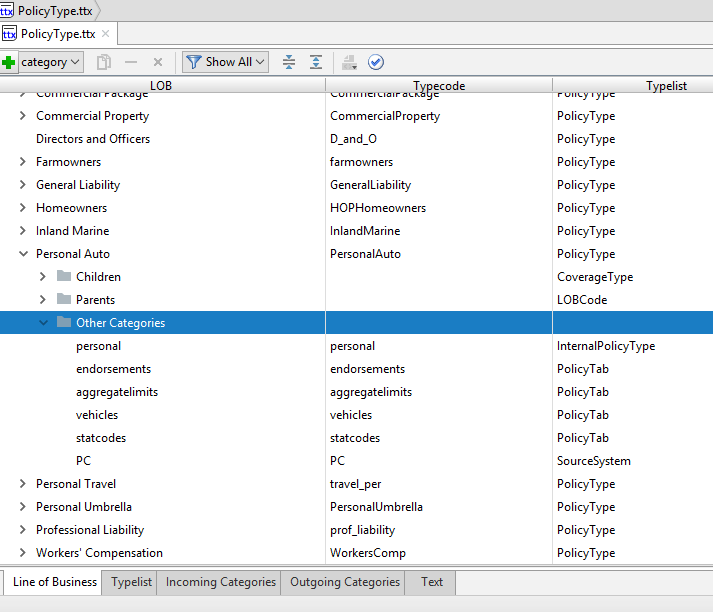 PolicyType.ttx
PolicyType.ttx
category Show All
LOB Typecode Typelist
Commercial Package CommercialPackage PolicyType
Commercial Property CommercialProperty PolicyType
Directors and Officers D_and_O PolicyType
Farmowners farmowners PolicyType
General Liability GeneralLiability PolicyType
Homeowners HOPHomeowners PolicyType
Inland Marine InlandMarine PolicyType
Personal Auto PersonalAuto PolicyType
Children CoverageType
Parents LOBCode
Other Categories
personal personal InternalPolicyType
endorsements endorsements PolicyTab
aggregatelimits aggregatelimits PolicyTab
vehicles vehicles PolicyTab
statcodes statcodes PolicyTab
PC PC SourceSystem
Personal Travel travel_per PolicyType
Personal Umbrella PersonalUmbrella PolicyType
Professional Liability prof_liability PolicyType
Workers' Compensation WorkersComp PolicyType
Line of Business Typelist Incoming Categories Outgoing Categories Text